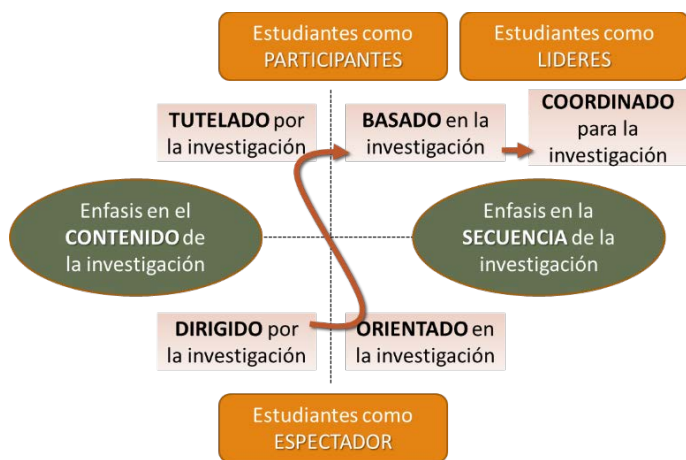 Estudiantes como
PARTICIPANTES
Estudiantes como
LIDERES
TUTELADO por
la investigación
BASADO en la
investigación
COORDINADO
para la
investigación
Enfasis en el
CONTENIDO de
la investigación
Enfasis en la
SECUENCIA de la
investigación
DIRIGIDO por
la investigación
ORIENTADO en
la investigación
Estudiantes como
ESPECTADOR